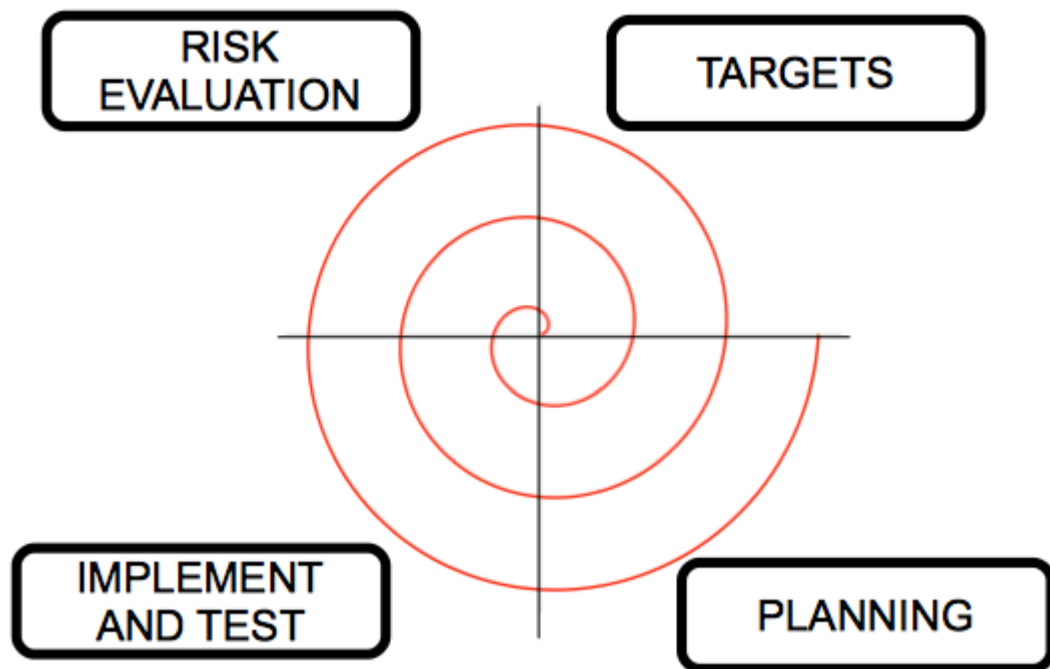 RISK
EVALUATION
TARGETS
IMPLEMENT
AND TEST
PLANNING